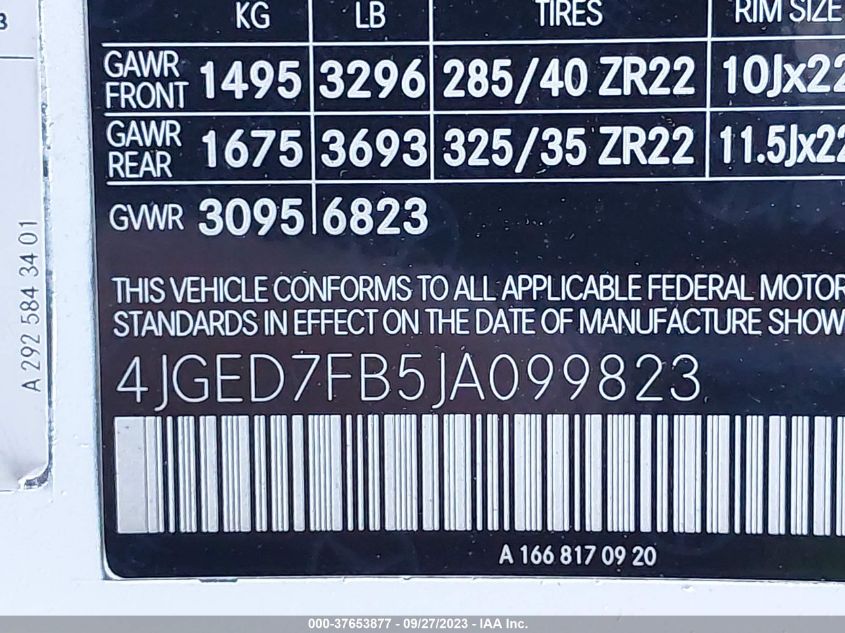 KG LB TIRES RIM SIZE
GAWR FRONT 1495 3296 285/40 ZR22 10Jx22
GAWR REAR 1675 3693 325/35 ZR22 11.5Jx22
GVWR 3095 6823
THIS VEHICLE CONFORMS TO ALL APPLICABLE FEDERAL MOTOR
STANDARDS IN EFFECT ON THE DATE OF MANUFACTURE SHOW
4JGED7FB5JA099823
A 166 817 09 20
A 292 584 34 01
000-37653877 - 09/27/2023 - IAA Inc.